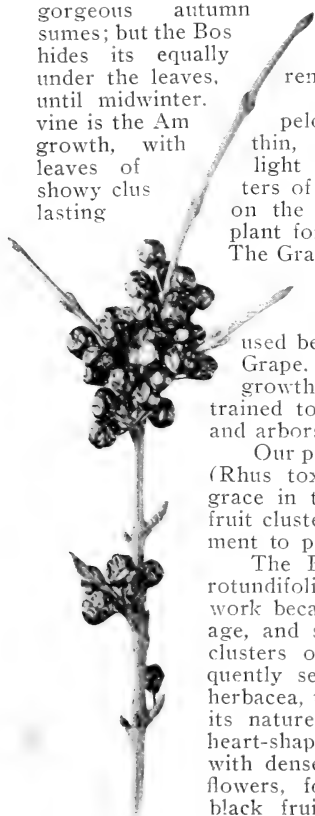 gorgeous autumn
sumes; but the Bos
hides its equally
under the leaves, ren
until midwinter.
vine is the Am pelo
growth, with thin,
leaves of light
showy clus ters of
lasting on the
plant for
The Gra
used be
Grape.
growth
trained to
and arbors
Our p
(Rhus tox
grace in t
fruit cluste
ment to p
The B
rotundifoli
work beca
age, and s
clusters o
quently se
herbacea,
its nature
heart-shap
with dense
flowers, fe
black frui